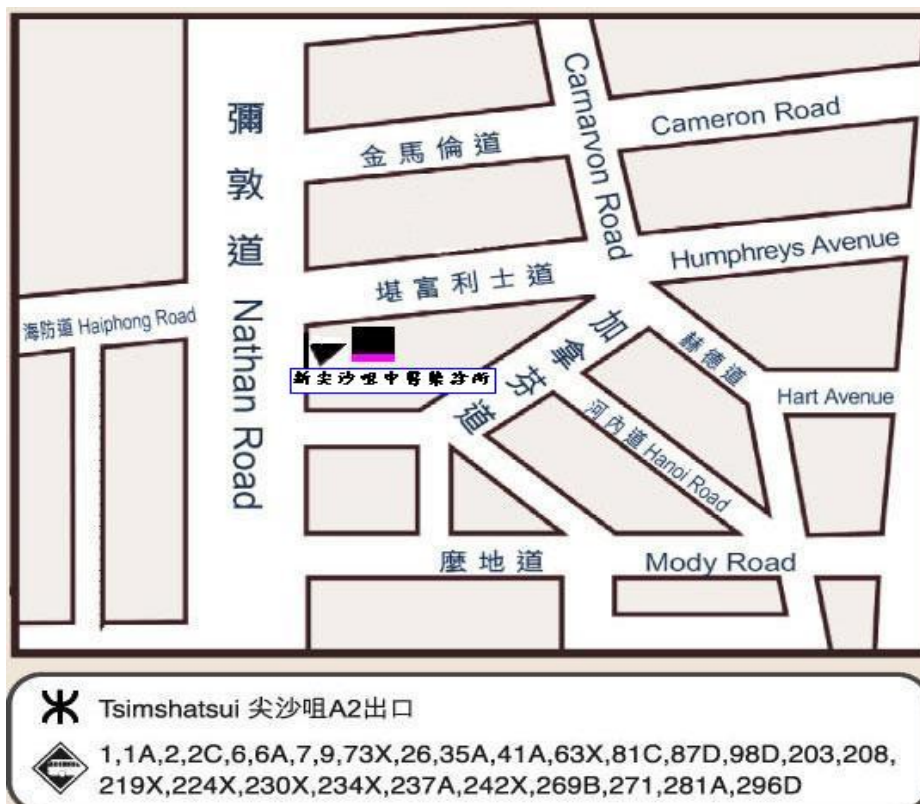 彌敦道 Nathan Road
Carnarvon Road
Cameron Road
金馬倫道
Humphreys Avenue
堪富利士道
海防道 Haiphong Road
加拿芬道
赫德道
新尖沙咀中醫藥診所
Hart Avenue
河內道 Hanoi Road
麼地道
Mody Road
Tsimshatsui 尖沙咀A2出口
1,1A,2,2C,6,6A,7,9,73X,26,35A,41A,63X,81C,87D,98D,203,208,
219X,224X,230X,234X,237A,242X,269B,271,281A,296D